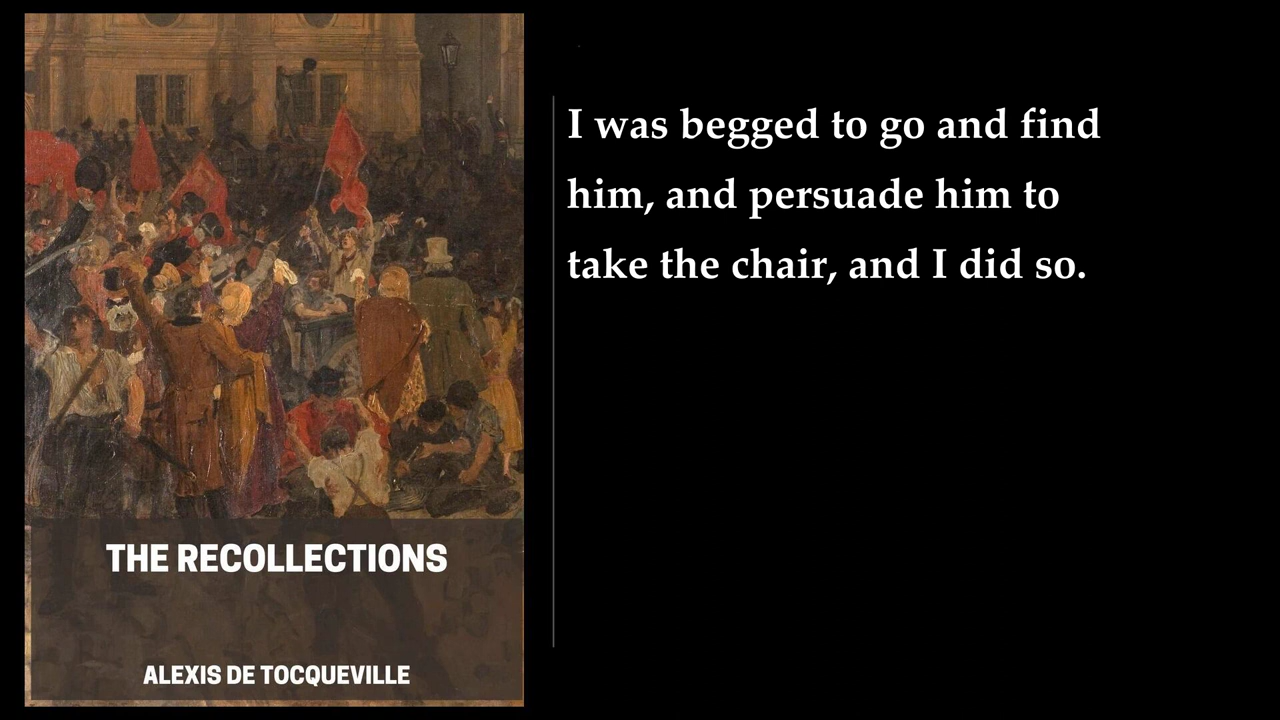 I was begged to go and find
him, and persuade him to
take the chair, and I did so.
THE RECOLLECTIONS
ALEXIS DE TOCQUEVILLE